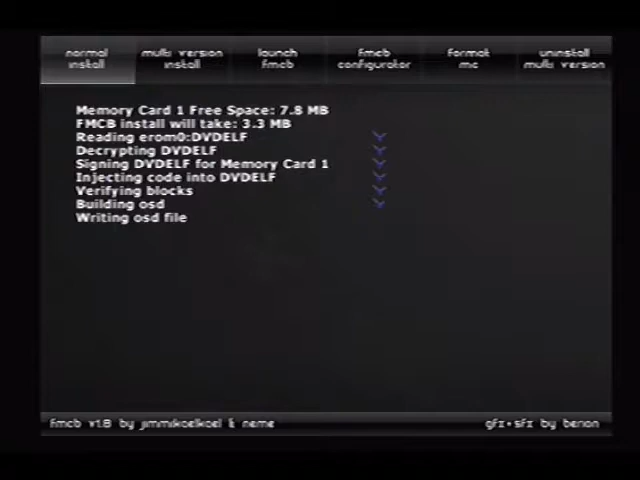 normal install
multi version install
launch fmcb
fmcb configurator
format mc
uninstall multi version
Memory Card 1 Free Space: 7.8 MB
FMCB install will take: 3.3 MB
Reading erom0:DVDELF
Decrypting DVDELF
Signing DVDELF for Memory Card 1
Injecting code into DVDELF
Verifying blocks
Building osd
Writing osd file
fmcb v1.8 by jimmikaelkael & neme
gfx+sfx by berion